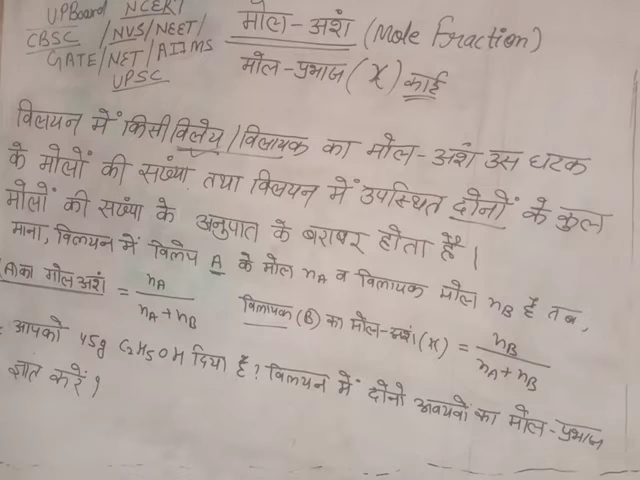 UPBoard NCERT
CBSC / NVS/NEET/
GATE/NET/AIIMS
UPSC
मोल-अंश (Mole Fraction)
मोल-प्रभाज (x) काई
विलयन में किसी विलेय / विलायक का मोल-अंश उस घटक
के मोलों की सख्या तथा विलयन में उपस्थित दोनों के कुल
मोलों की सख्या के अनुपात के बराबर होता है।
माना, विलयन में विलेय A के मोल nA व विलायक मोल nB है तब,
A का मोल अंश = nA / nA + nB विलायक (B) का मोल-अंश (x) = nB / nA + nB
आपको 45g C2H5OH दिया है? विलयन में दोनो अवयवों का मोल-प्रभाज
ज्ञात करें।